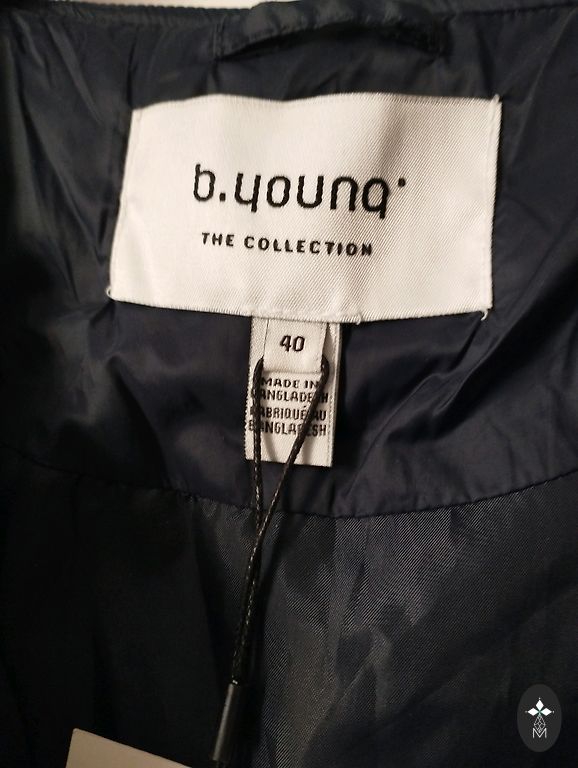 b.young
THE COLLECTION
40
MADE IN
BANGLADESH
FABRIQUÉ AU
BANGLADESH
M